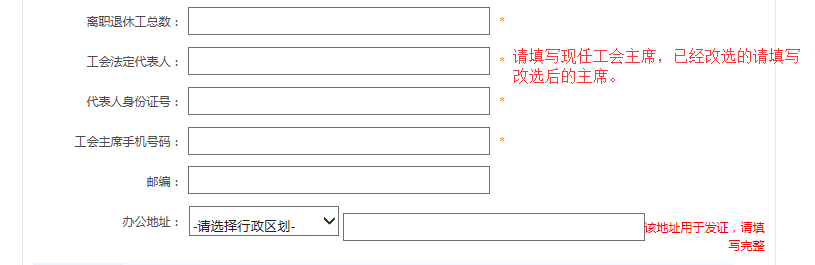 离职退休工总数： *
工会法定代表人： * 请填写现任工会主席，已经改选的请填写
改选后的主席。
代表人身份证号： *
工会主席手机号码： *
邮编：
办公地址： -请选择行政区划- 该地址用于发证，请填
写完整